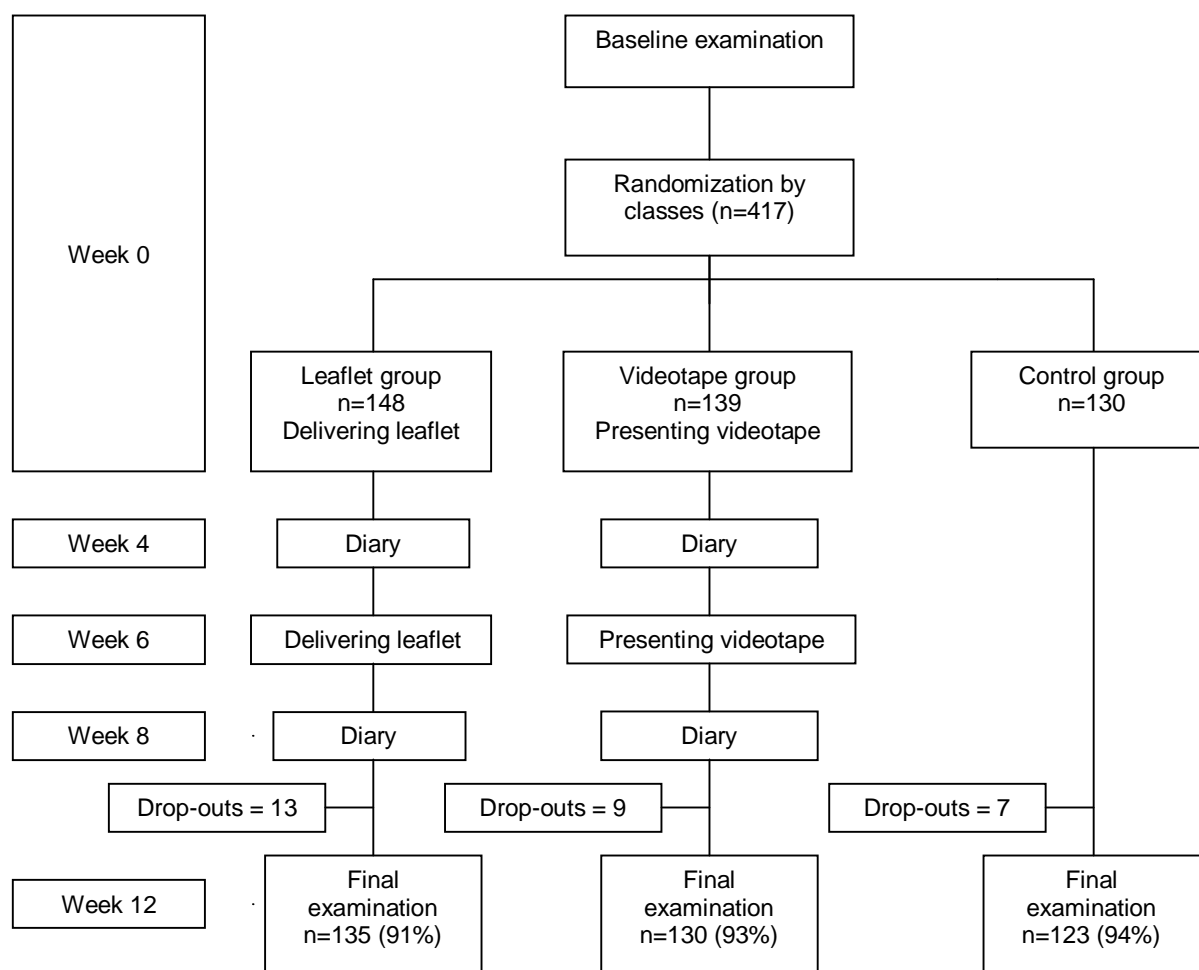 Baseline examination
Randomization by
classes (n=417)
Week 0
Leaflet group
n=148
Delivering leaflet
Videotape group
n=139
Presenting videotape
Control group
n=130
Week 4
Diary
Diary
Week 6
Delivering leaflet
Presenting videotape
Week 8
Diary
Diary
Drop-outs = 13
Drop-outs = 9
Drop-outs = 7
Week 12
Final
examination
n=135 (91%)
Final
examination
n=130 (93%)
Final
examination
n=123 (94%)